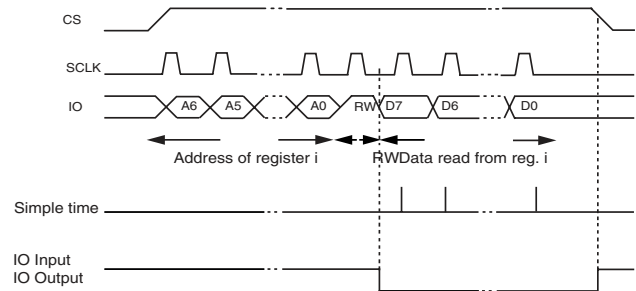 CS
SCLK
IO A6 A5 A0 RW D7 D6 D0
Address of register i RWData read from reg. i
Simple time
IO Input
IO Output